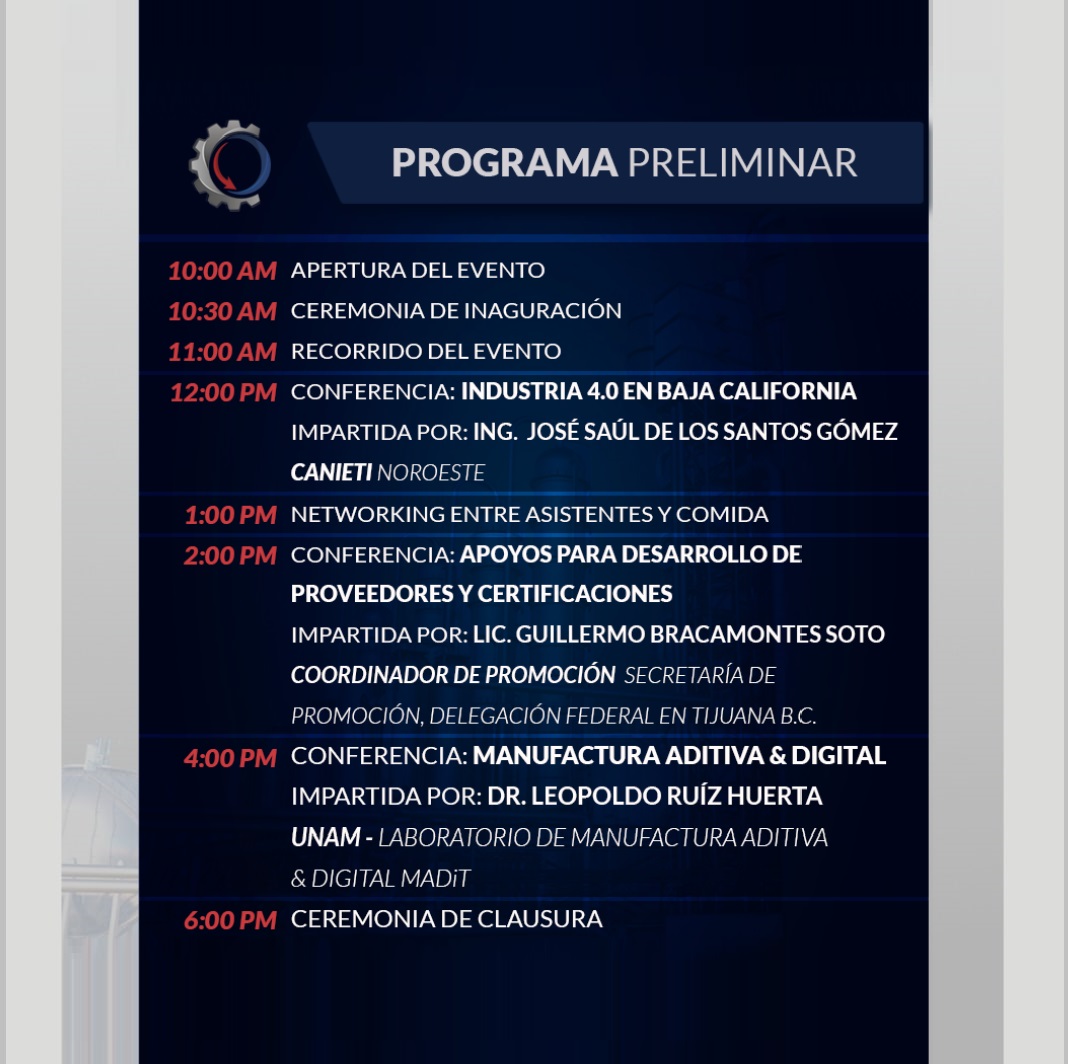 PROGRAMA PRELIMINAR
10:00 AM APERTURA DEL EVENTO
10:30 AM CEREMONIA DE INAGURACIÓN
11:00 AM RECORRIDO DEL EVENTO
12:00 PM CONFERENCIA: INDUSTRIA 4.0 EN BAJA CALIFORNIA
IMPARTIDA POR: ING. JOSÉ SAÚL DE LOS SANTOS GÓMEZ
CANIETI NOROESTE
1:00 PM NETWORKING ENTRE ASISTENTES Y COMIDA
2:00 PM CONFERENCIA: APOYOS PARA DESARROLLO DE
PROVEEDORES Y CERTIFICACIONES
IMPARTIDA POR: LIC. GUILLERMO BRACAMONTES SOTO
COORDINADOR DE PROMOCIÓN SECRETARÍA DE
PROMOCIÓN, DELEGACIÓN FEDERAL EN TIJUANA B.C.
4:00 PM CONFERENCIA: MANUFACTURA ADITIVA & DIGITAL
IMPARTIDA POR: DR. LEOPOLDO RUÍZ HUERTA
UNAM - LABORATORIO DE MANUFACTURA ADITIVA
& DIGITAL MADiT
6:00 PM CEREMONIA DE CLAUSURA